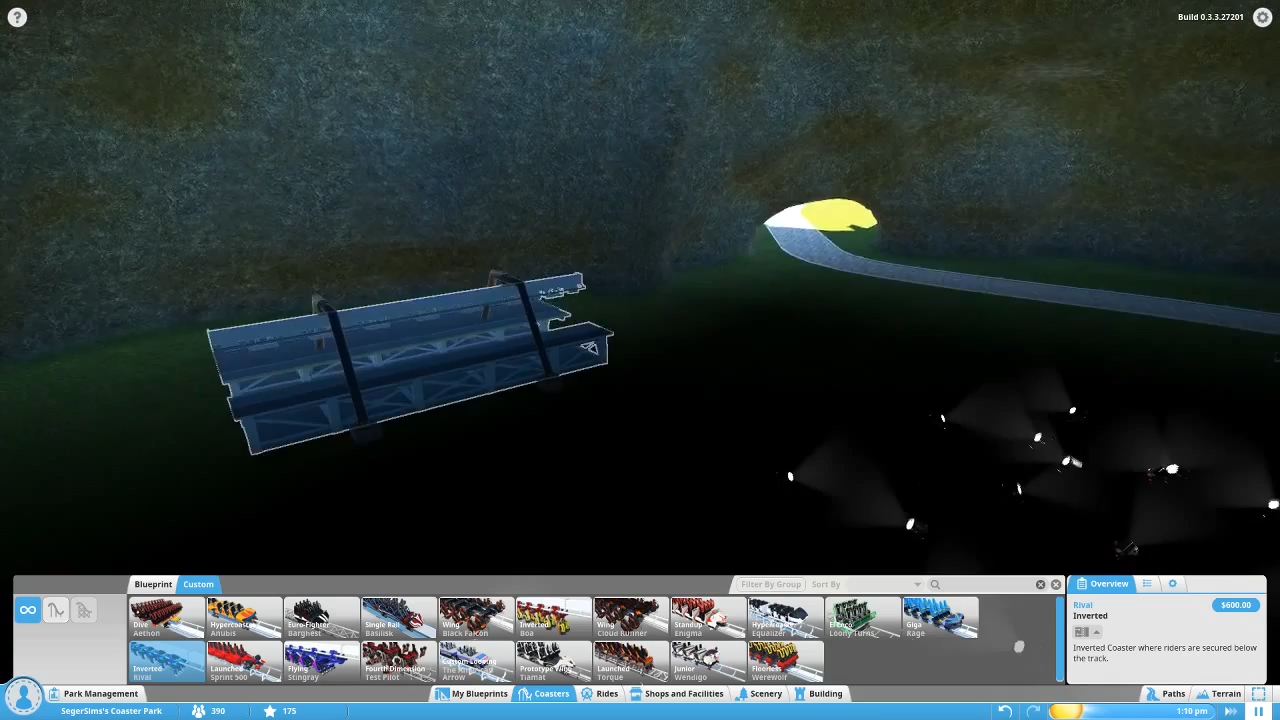 ?
Build 0.3.3.27201
Blueprint
Custom
Filter By Group
Sort By
Overview
Dive
Aethon
Hypercoaster
Anubis
Euro-Fighter
Barghest
Single Rail
Basilisk
Wing
Black Falcon
Inverted
Boa
Wing
Cloud Runner
Standup
Enigma
Hypercoaster
Equalizer
Loony Turns
Giga
Rage
Inverted
Rival
Launched
Sprint 500
Flying
Stingray
Fourth Dimension
Test Pilot
Custom Looping
Arrow
Prototype Wing
Tiamat
Launched
Torque
Junior
Wendigo
Floorless
Werewolf
Rival
$600.00
Inverted
Inverted Coaster where riders are secured below
the track.
Park Management
My Blueprints
Coasters
Rides
Shops and Facilities
Scenery
Building
Paths
Terrain
SegerSims's Coaster Park
390
175
1:10 pm